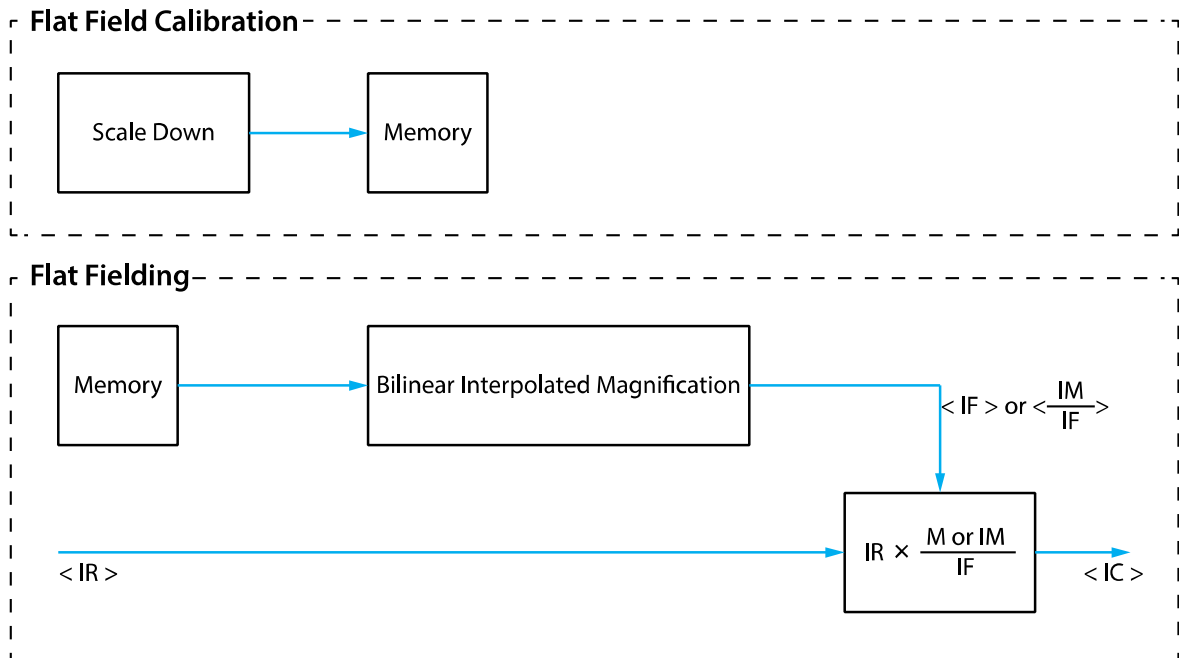 Flat Field Calibration
Scale Down
Memory
Flat Fielding
Memory
Bilinear Interpolated Magnification
< IF > or < IM / IF >
IR × M or IM / IF
< IR >
< IC >